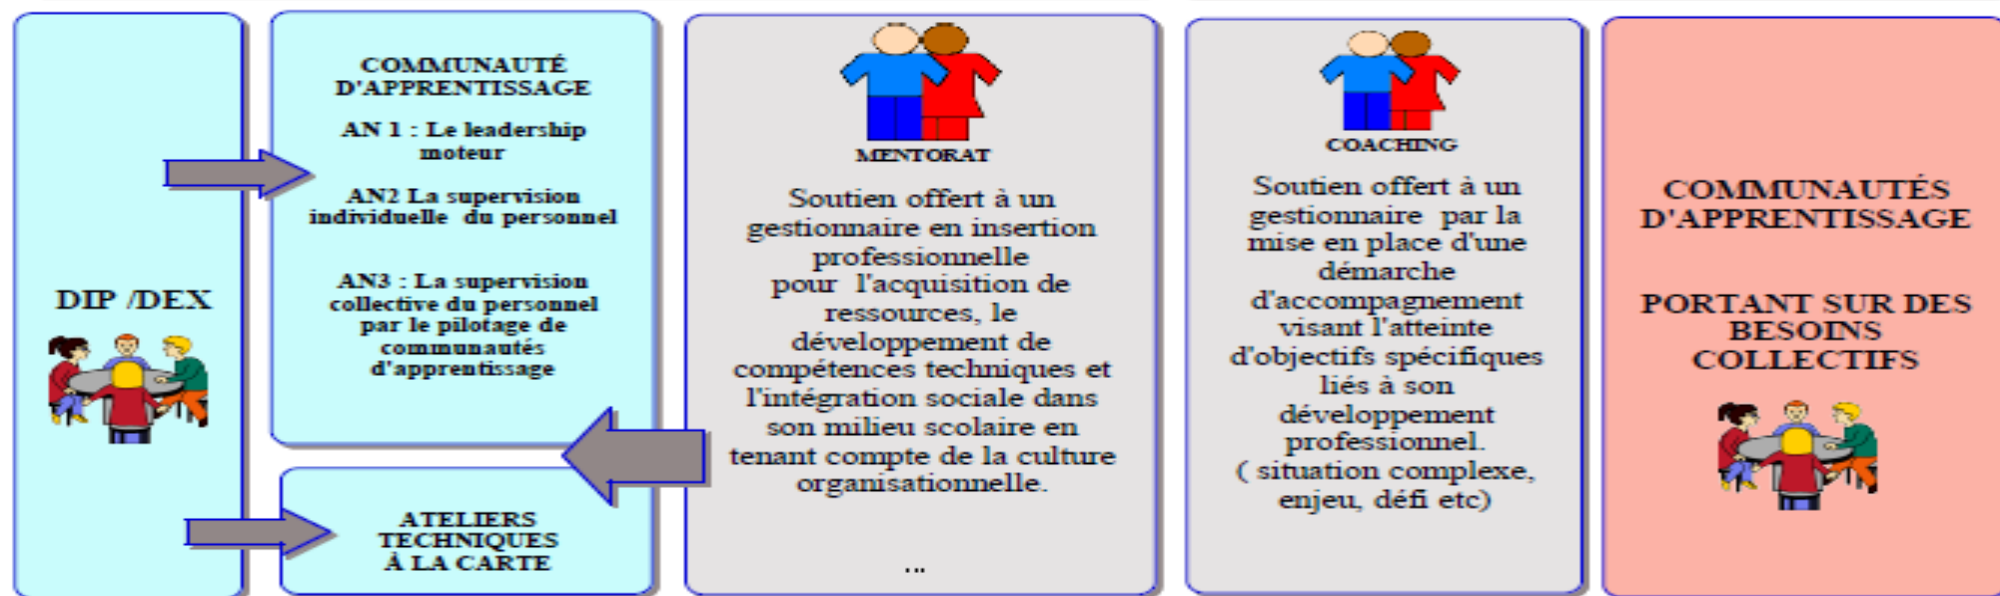 DIP /DEX
COMMUNAUTÉ
D'APPRENTISSAGE
AN 1 : Le leadership
moteur
AN2 La supervision
individuelle du personnel
AN3 : La supervision
collective du personnel
par le pilotage de
communautés
d'apprentissage
ATELIERS
TECHNIQUES
À LA CARTE
MENTORAT
Soutien offert à un
gestionnaire en insertion
professionnelle
pour l'acquisition de
ressources, le
développement de
compétences techniques et
l'intégration sociale dans
son milieu scolaire en
tenant compte de la culture
organisationnelle.
...
COACHING
Soutien offert à un
gestionnaire par la
mise en place d'une
démarche
d'accompagnement
visant l'atteinte
d'objectifs spécifiques
liés à son
développement
professionnel.
( situation complexe,
enjeu, défi etc)
COMMUNAUTÉS
D'APPRENTISSAGE
PORTANT SUR DES
BESOINS
COLLECTIFS